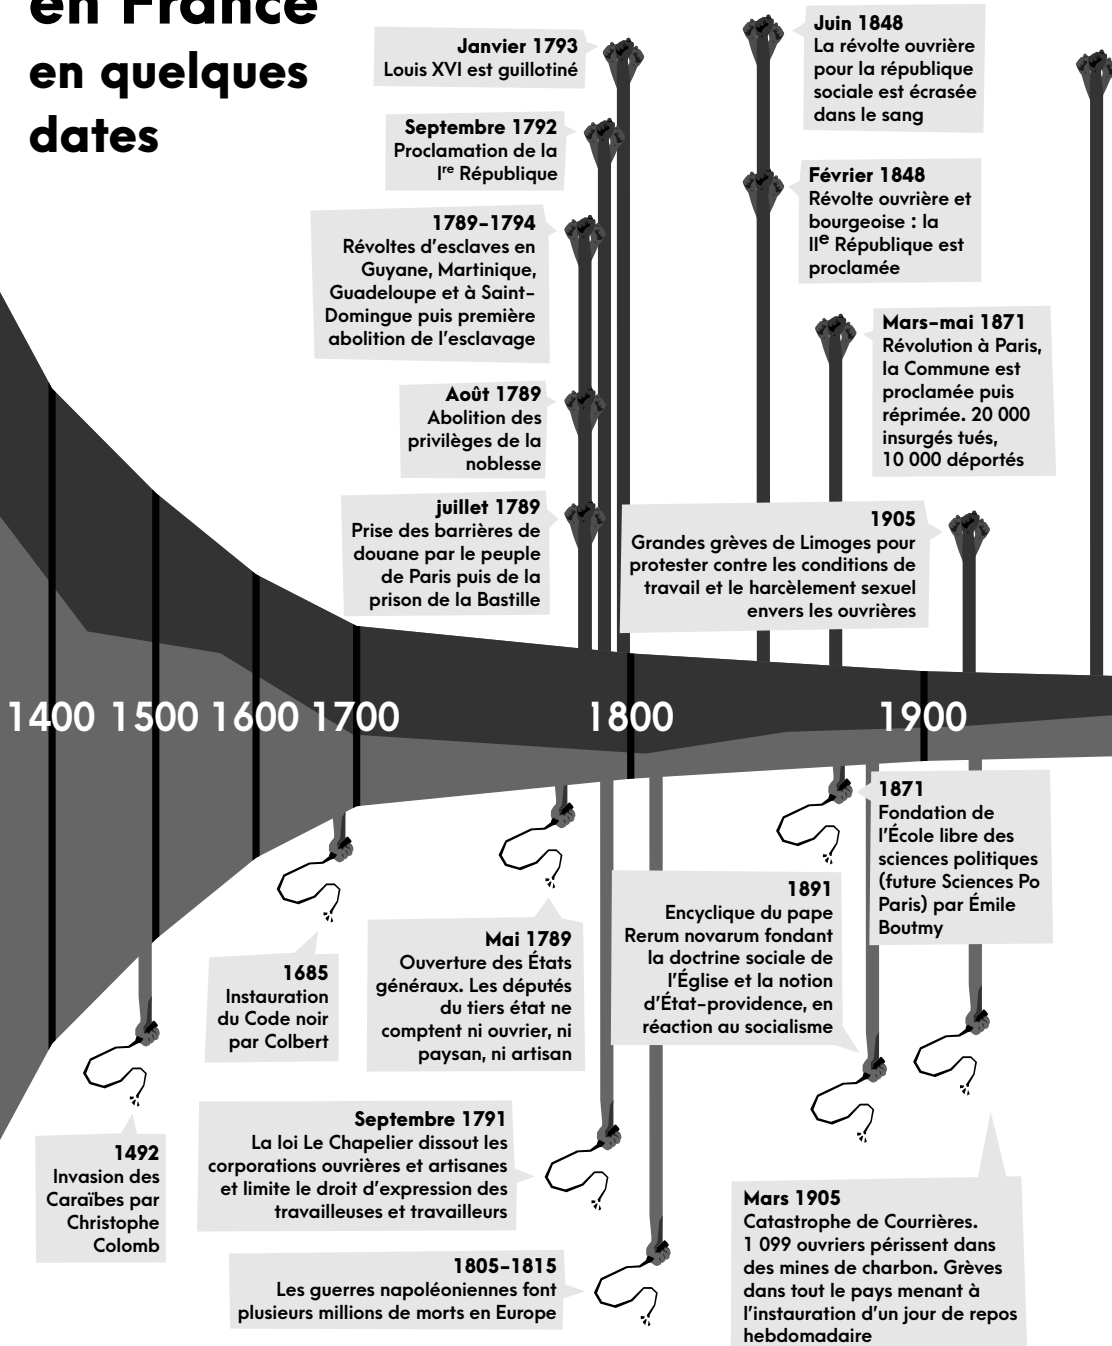 en France
en quelques
dates
Janvier 1793
Louis XVI est guillotiné
Septembre 1792
Proclamation de la
Ire République
1789-1794
Révoltes d'esclaves en
Guyane, Martinique,
Guadeloupe et à Saint-
Domingue puis première
abolition de l'esclavage
Août 1789
Abolition des
privilèges de la
noblesse
juillet 1789
Prise des barrières de
douane par le peuple
de Paris puis de la
prison de la Bastille
Juin 1848
La révolte ouvrière
pour la république
sociale est écrasée
dans le sang
Février 1848
Révolte ouvrière et
bourgeoise : la
IIe République est
proclamée
Mars-mai 1871
Révolution à Paris,
la Commune est
proclamée puis
réprimée. 20 000
insurgés tués,
10 000 déportés
1905
Grandes grèves de Limoges pour
protester contre les conditions de
travail et le harcèlement sexuel
envers les ouvrières
1400 1500 1600 1700 1800 1900
1492
Invasion des
Caraïbes par
Christophe
Colomb
1685
Instauration
du Code noir
par Colbert
Mai 1789
Ouverture des États
généraux. Les députés
du tiers état ne
comptent ni ouvrier, ni
paysan, ni artisan
Septembre 1791
La loi Le Chapelier dissout les
corporations ouvrières et artisanes
et limite le droit d'expression des
travailleuses et travailleurs
1805-1815
Les guerres napoléoniennes font
plusieurs millions de morts en Europe
1871
Fondation de
l'École libre des
sciences politiques
(future Sciences Po
Paris) par Émile
Boutmy
1891
Encyclique du pape
Rerum novarum fondant
la doctrine sociale de
l'Église et la notion
d'État-providence, en
réaction au socialisme
Mars 1905
Catastrophe de Courrières.
1 099 ouvriers périssent dans
des mines de charbon. Grèves
dans tout le pays menant à
l'instauration d'un jour de repos
hebdomadaire